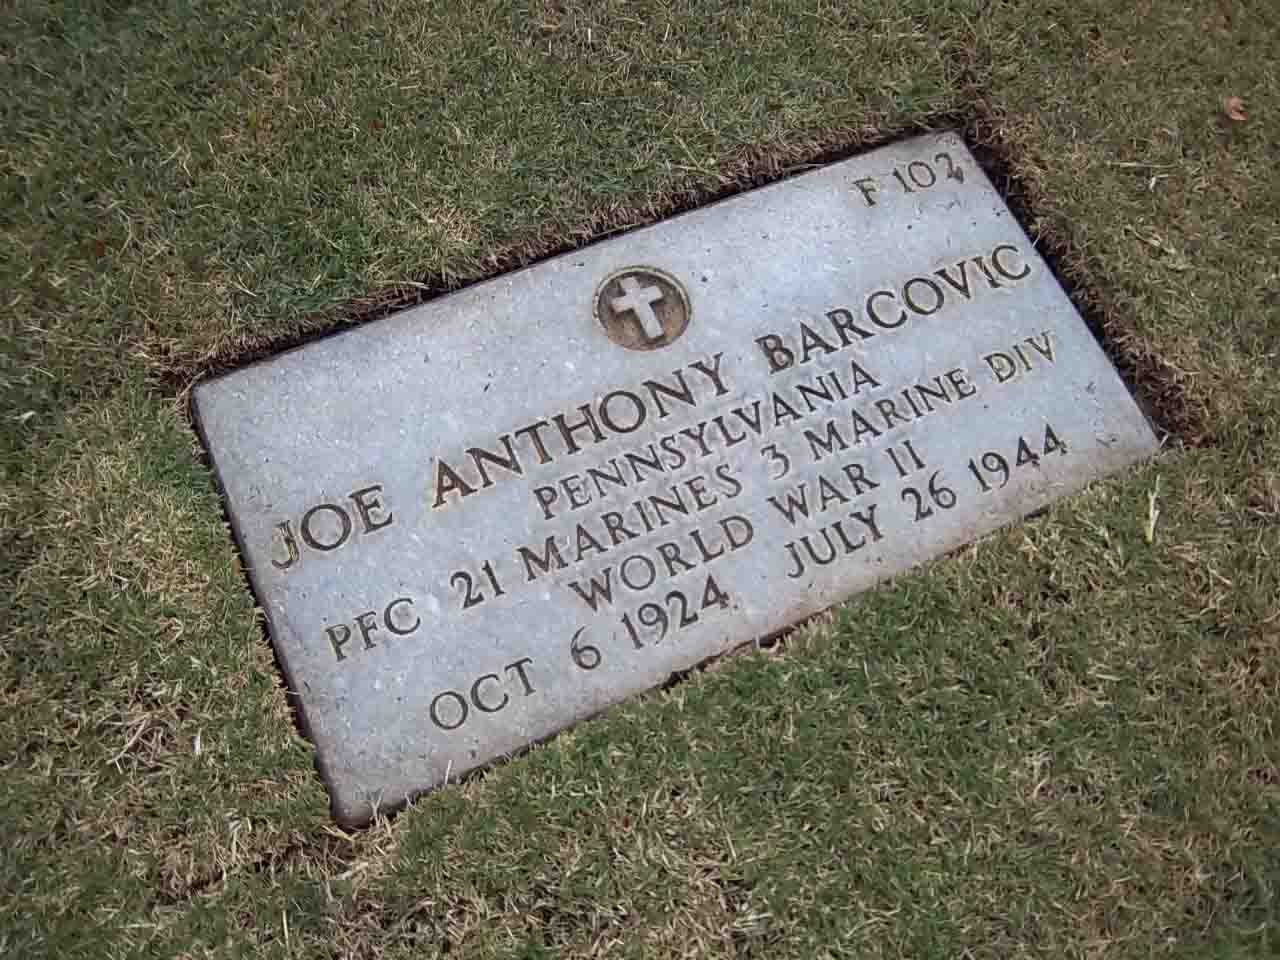 F 102
JOE ANTHONY BARCOVIC
PENNSYLVANIA
PFC 21 MARINES 3 MARINE DIV
WORLD WAR II
OCT 6 1924 JULY 26 1944